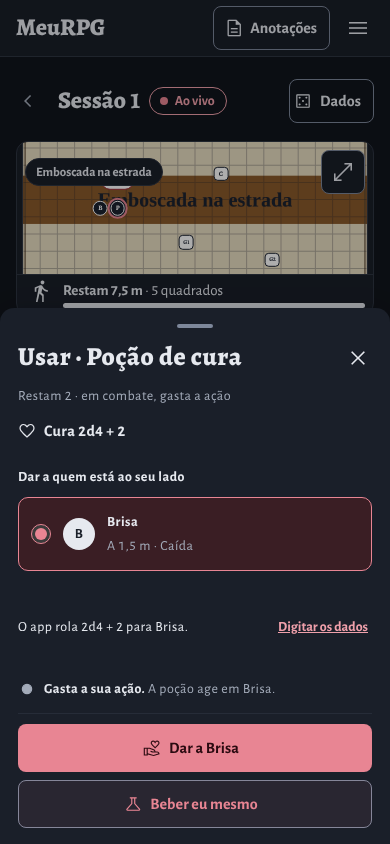 MeuRPG
Anotações
Sessão 1
Ao vivo
Dados
Emboscada na estrada
Emboscada na estrada
C
B
P
G1
G2
Restam 7,5 m · 5 quadrados
Usar · Poção de cura
Restam 2 · em combate, gasta a ação
Cura 2d4 + 2
Dar a quem está ao seu lado
B
Brisa
A 1,5 m · Caída
O app rola 2d4 + 2 para Brisa.
Digitar os dados
Gasta a sua ação. A poção age em Brisa.
Dar a Brisa
Beber eu mesmo